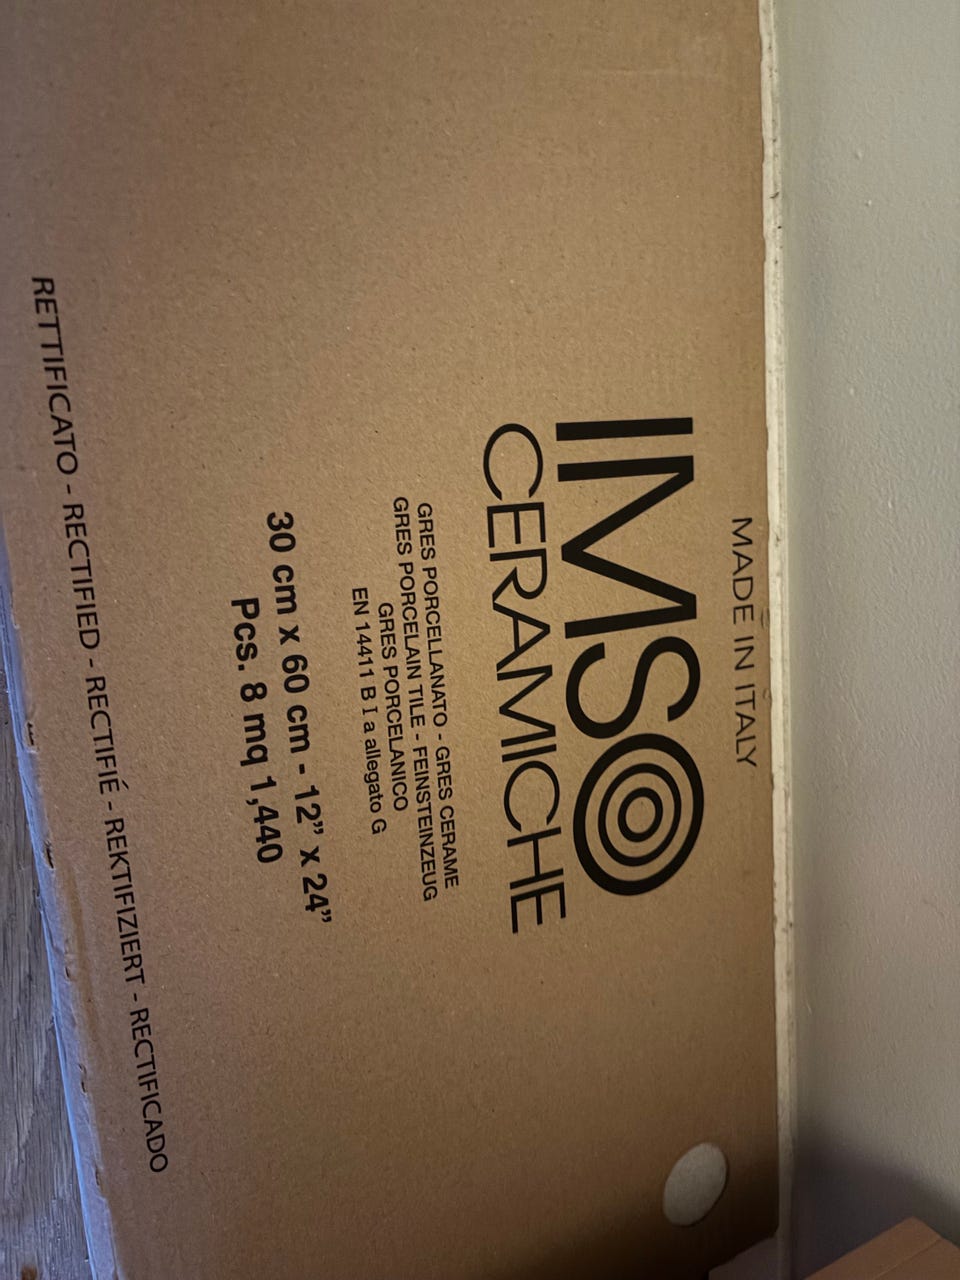 MADE IN ITALY
IMSO
CERAMICHE
GRES PORCELLANATO - GRES CERAME
GRES PORCELAIN TILE - FEINSTEINZEUG
GRES PORCELANICO
EN 14411 B I a allegato G
30 cm x 60 cm - 12” x 24”
Pcs. 8 mq 1,440
RETTIFICATO - RECTIFIED - RECTIFIÉ - REKTIFIZIERT - RECTIFICADO